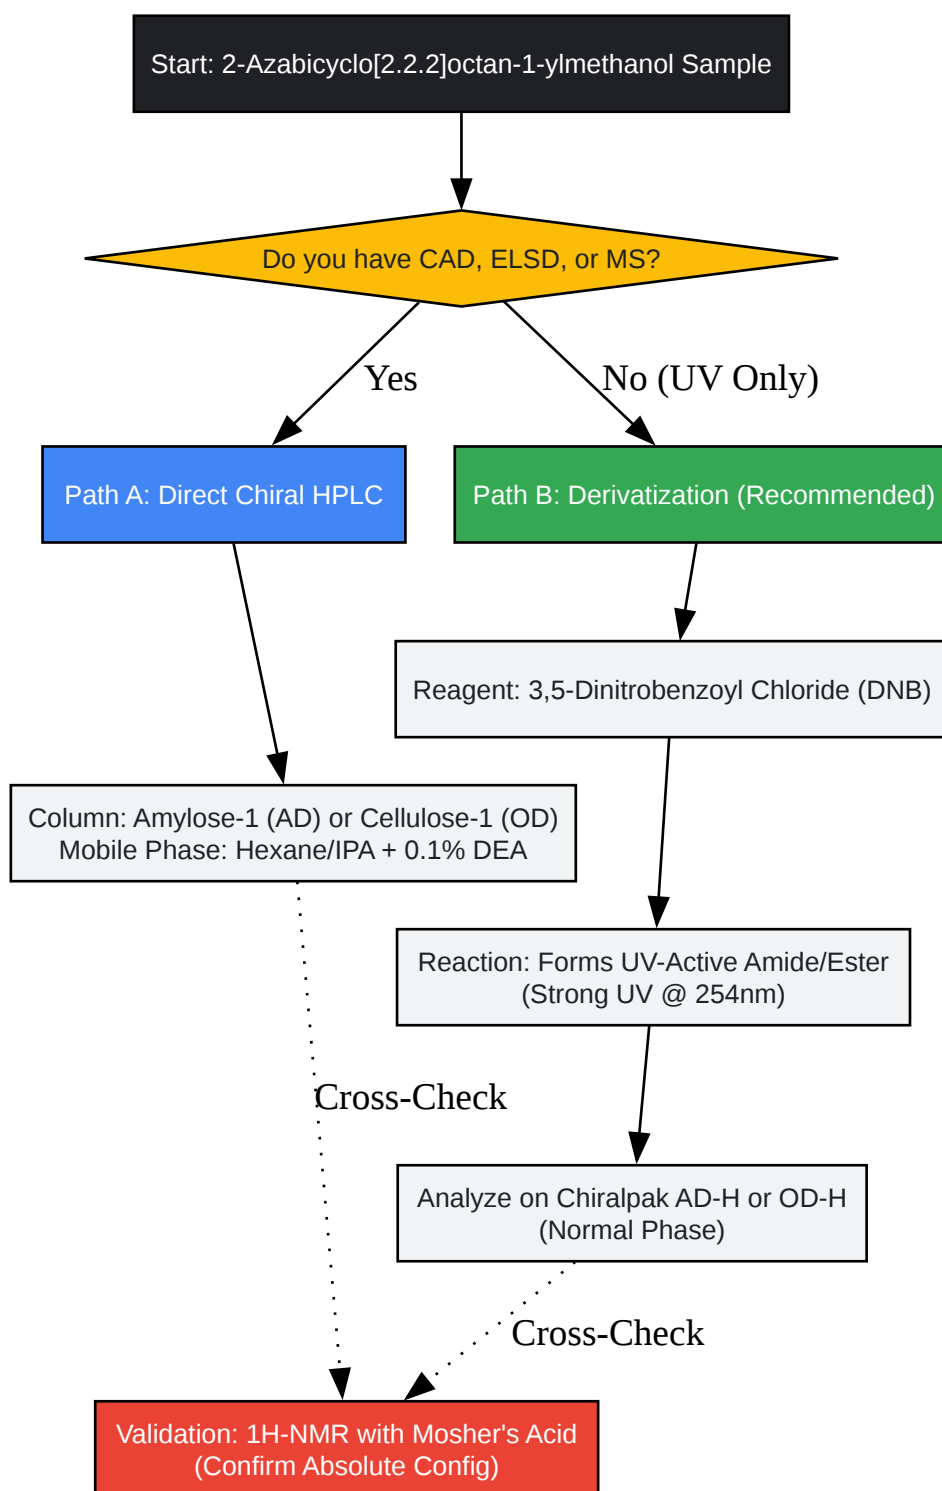 Start: 2-Azabicyclo[2.2.2]octan-1-ylmethanol Sample
Do you have CAD, ELSD, or MS?
Yes
No (UV Only)
Path A: Direct Chiral HPLC
Path B: Derivatization (Recommended)
Reagent: 3,5-Dinitrobenzoyl Chloride (DNB)
Column: Amylose-1 (AD) or Cellulose-1 (OD)
Mobile Phase: Hexane/IPA + 0.1% DEA
Reaction: Forms UV-Active Amide/Ester
(Strong UV @ 254nm)
Cross-Check
Analyze on Chiralpak AD-H or OD-H
(Normal Phase)
Cross-Check
Validation: 1H-NMR with Mosher's Acid
(Confirm Absolute Config)